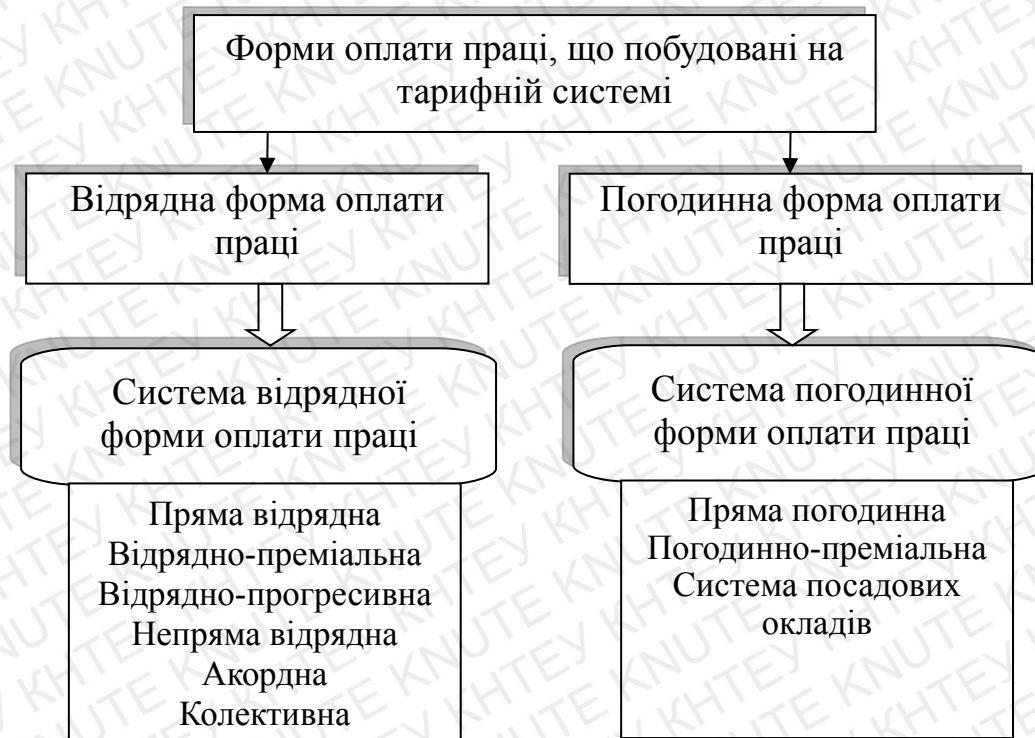 Форми оплати праці, що побудовані на
тарифній системі
Відрядна форма оплати
праці
Погодинна форма оплати
праці
Система відрядної
форми оплати праці
Система погодинної
форми оплати праці
Пряма відрядна
Відрядно-преміальна
Відрядно-прогресивна
Непряма відрядна
Акордна
Колективна
Пряма погодинна
Погодинно-преміальна
Система посадових
окладів